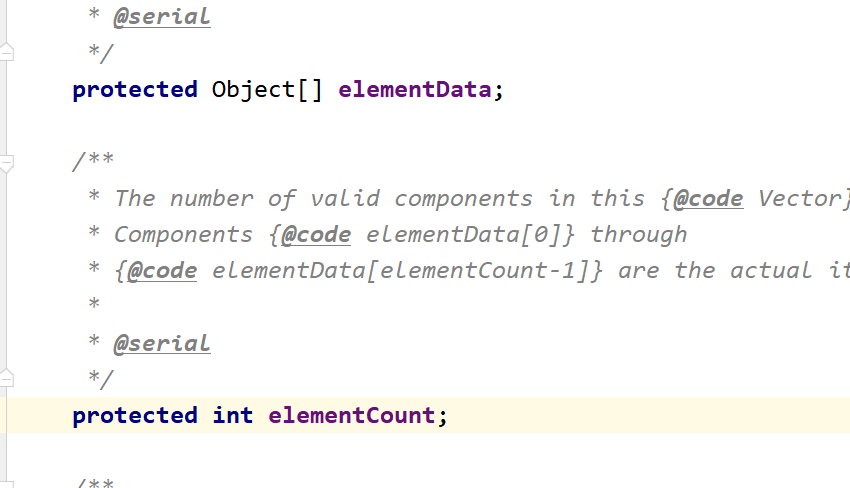 * @serial
*/
protected Object[] elementData;
/**
* The number of valid components in this {@code Vector}
* Components {@code elementData[0]} through
* {@code elementData[elementCount-1]} are the actual it
*
* @serial
*/
protected int elementCount;
/**